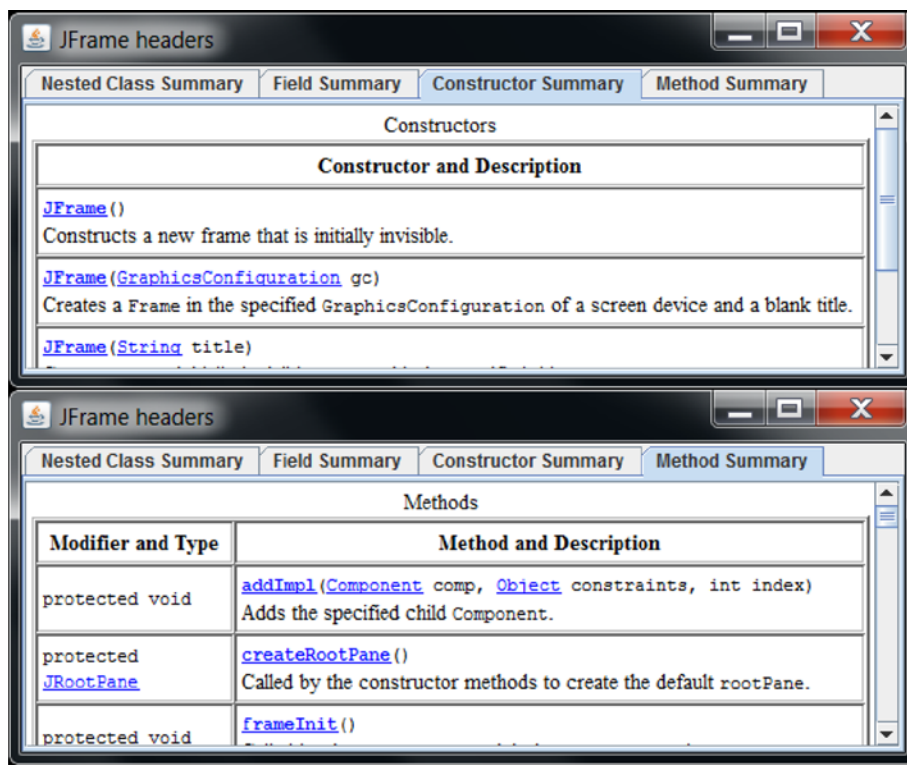 JFrame headers
Nested Class Summary Field Summary Constructor Summary Method Summary
Constructors
Constructor and Description
JFrame()
Constructs a new frame that is initially invisible.
JFrame(GraphicsConfiguration gc)
Creates a Frame in the specified GraphicsConfiguration of a screen device and a blank title.
JFrame(String title)
JFrame headers
Nested Class Summary Field Summary Constructor Summary Method Summary
Methods
Modifier and Type Method and Description
protected void
addImpl(Component comp, Object constraints, int index)
Adds the specified child Component.
protected
JRootPane
createRootPane()
Called by the constructor methods to create the default rootPane.
protected void
frameInit()